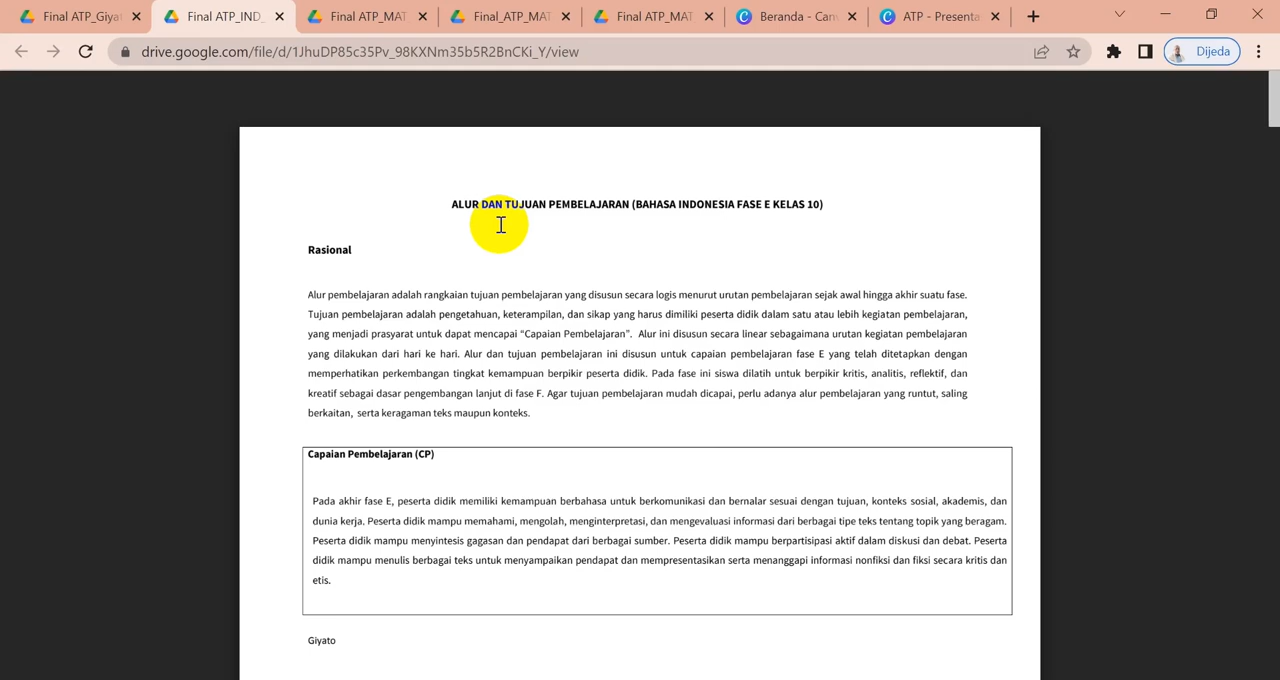 Final ATP_Giya
Final ATP_IND_
Final ATP_MAT
Final_ATP_MAT
Final ATP_MAT
Beranda - Can
ATP - Presenta
drive.google.com/file/d/1JhuDP85c35Pv_98KXNm35b5R2BnCKi_Y/view
Dijeda
ALUR DAN TUJUAN PEMBELAJARAN (BAHASA INDONESIA FASE E KELAS 10)
Rasional
Alur pembelajaran adalah rangkaian tujuan pembelajaran yang disusun secara logis menurut urutan pembelajaran sejak awal hingga akhir suatu fase.
Tujuan pembelajaran adalah pengetahuan, keterampilan, dan sikap yang harus dimiliki peserta didik dalam satu atau lebih kegiatan pembelajaran,
yang menjadi prasyarat untuk dapat mencapai “Capaian Pembelajaran”. Alur ini disusun secara linear sebagaimana urutan kegiatan pembelajaran
yang dilakukan dari hari ke hari. Alur dan tujuan pembelajaran ini disusun untuk capaian pembelajaran fase E yang telah ditetapkan dengan
memperhatikan perkembangan tingkat kemampuan berpikir peserta didik. Pada fase ini siswa dilatih untuk berpikir kritis, analitis, reflektif, dan
kreatif sebagai dasar pengembangan lanjut di fase F. Agar tujuan pembelajaran mudah dicapai, perlu adanya alur pembelajaran yang runtut, saling
berkaitan, serta keragaman teks maupun konteks.
Capaian Pembelajaran (CP)
Pada akhir fase E, peserta didik memiliki kemampuan berbahasa untuk berkomunikasi dan bernalar sesuai dengan tujuan, konteks sosial, akademis, dan
dunia kerja. Peserta didik mampu memahami, mengolah, menginterpretasi, dan mengevaluasi informasi dari berbagai tipe teks tentang topik yang beragam.
Peserta didik mampu menyintesis gagasan dan pendapat dari berbagai sumber. Peserta didik mampu berpartisipasi aktif dalam diskusi dan debat. Peserta
didik mampu menulis berbagai teks untuk menyampaikan pendapat dan mempresentasikan serta menanggapi informasi nonfiksi dan fiksi secara kritis dan
etis.
Giyato